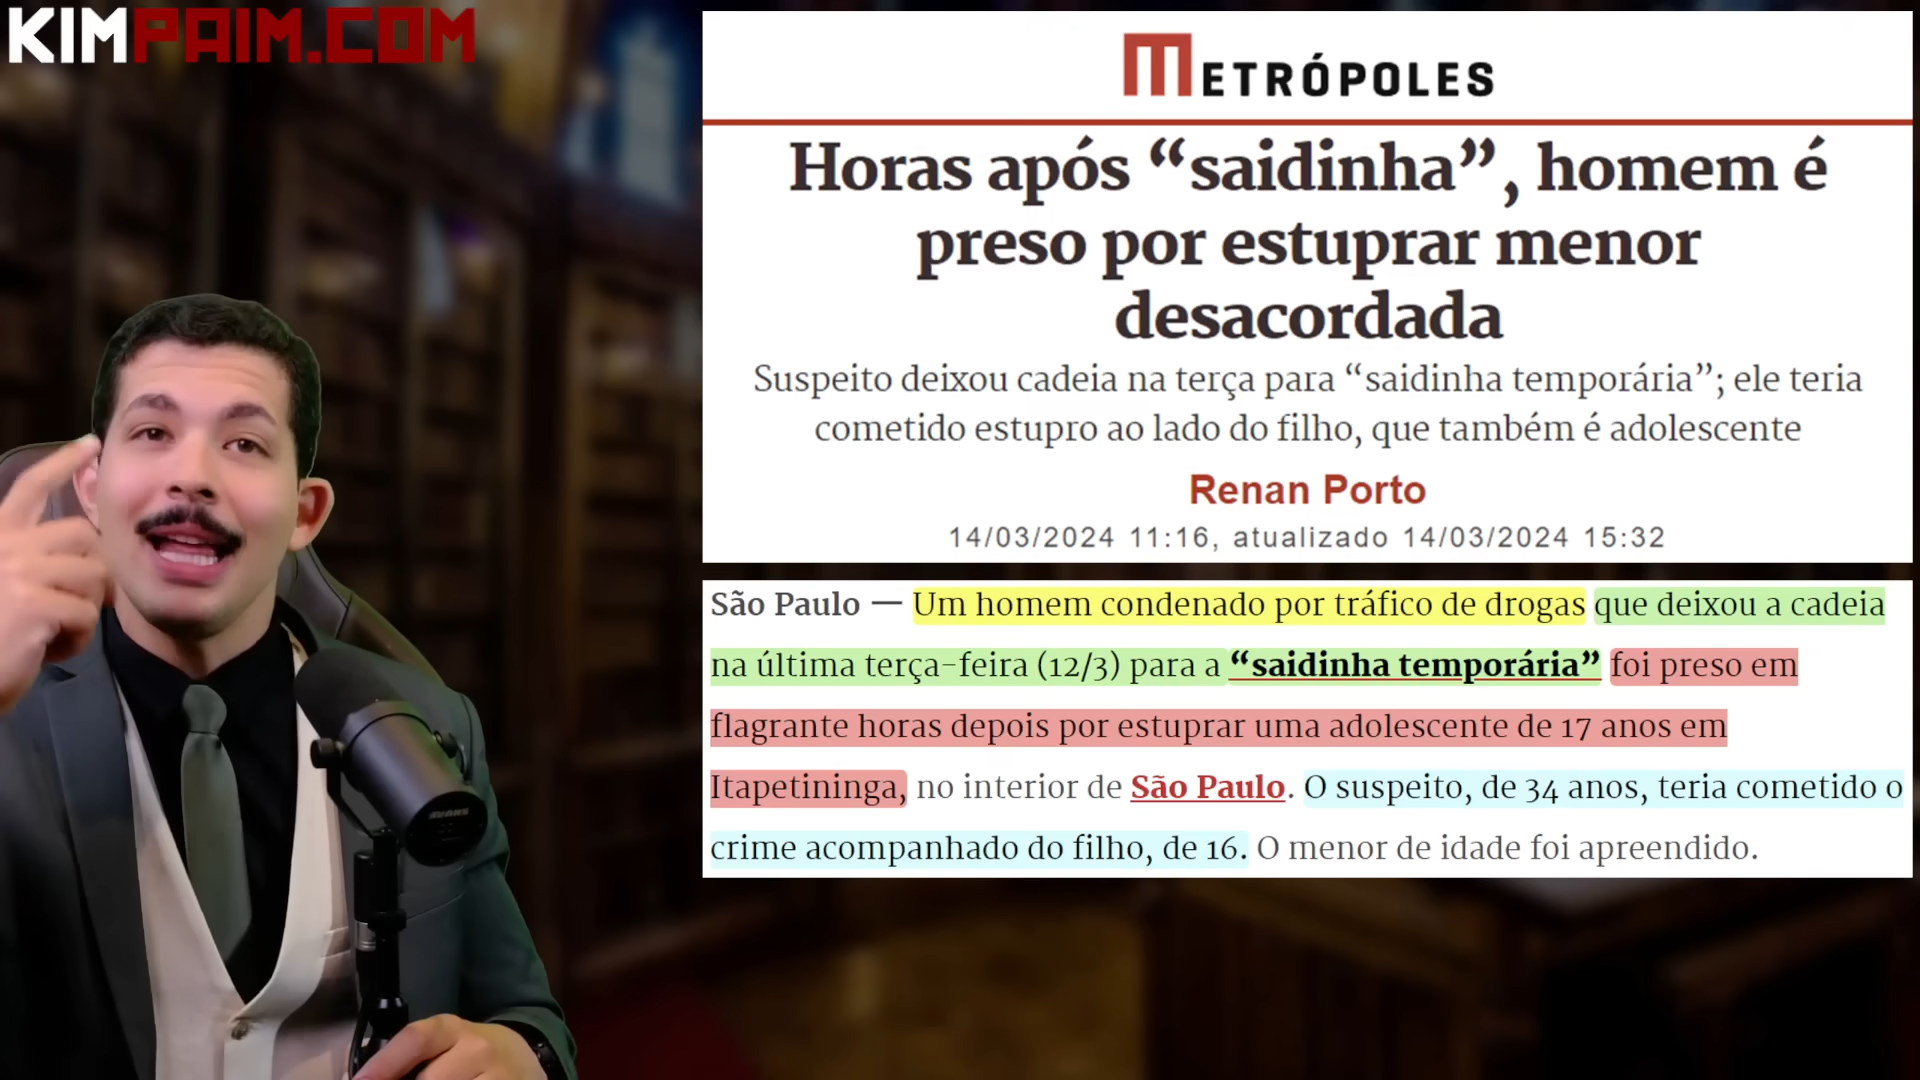 KIMPAIM.COM
METRÓPOLES
Horas após “saidinha”, homem é
preso por estuprar menor
desacordada
Suspeito deixou cadeia na terça para “saidinha temporária”; ele teria
cometido estupro ao lado do filho, que também é adolescente
Renan Porto
14/03/2024 11:16, atualizado 14/03/2024 15:32
São Paulo — Um homem condenado por tráfico de drogas que deixou a cadeia
na última terça-feira (12/3) para a “saidinha temporária” foi preso em
flagrante horas depois por estuprar uma adolescente de 17 anos em
Itapetininga, no interior de São Paulo. O suspeito, de 34 anos, teria cometido o
crime acompanhado do filho, de 16. O menor de idade foi apreendido.